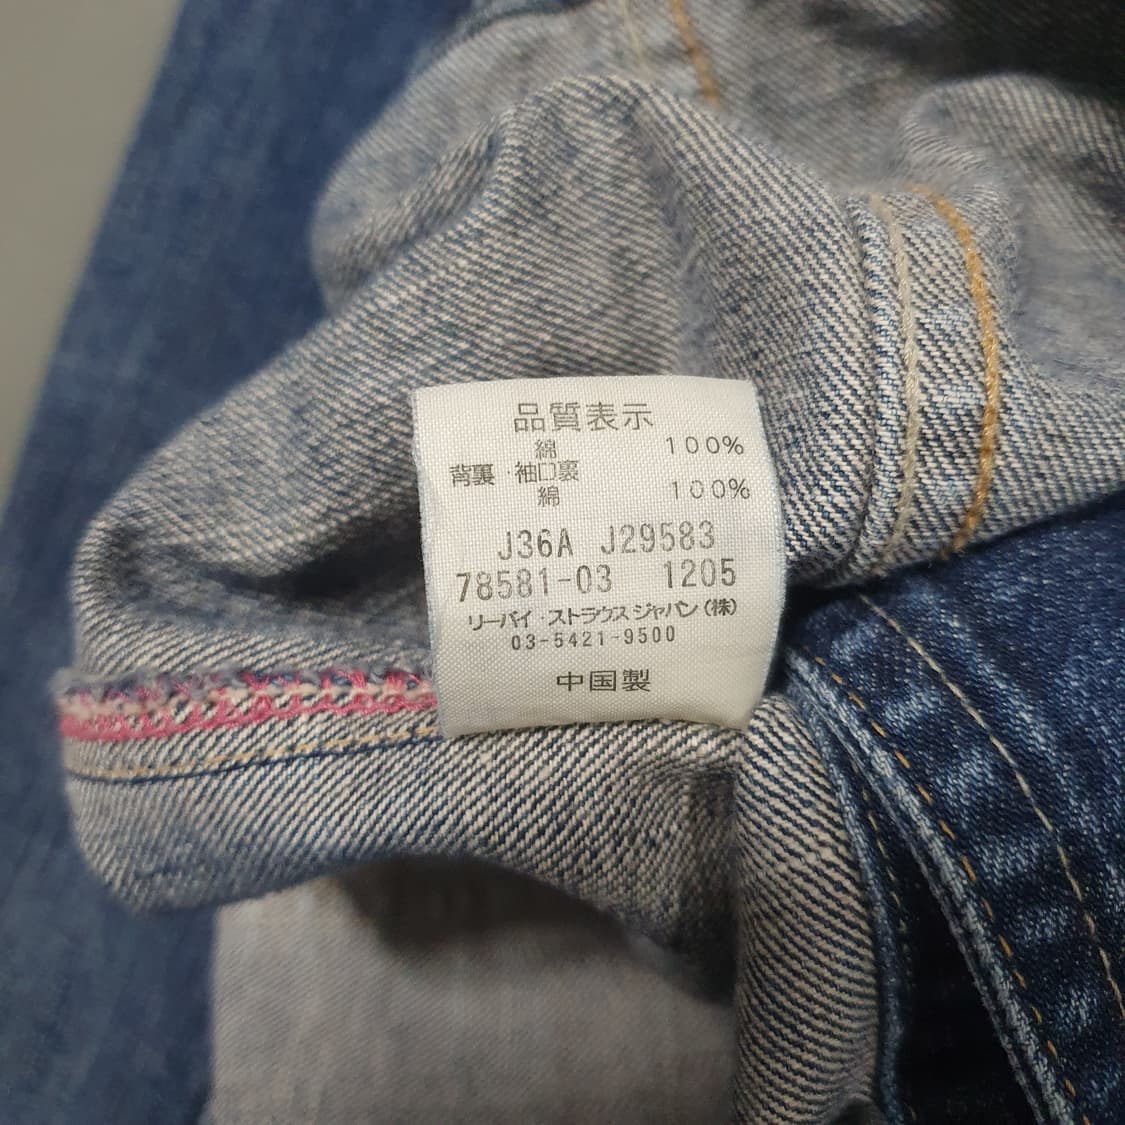 品質表示
綿 100%
背裏・袖口裏
綿 100%
J36A J29583
78581-03 1205
リーバイ・ストラウスジャパン(株)
03-5421-9500
中国製